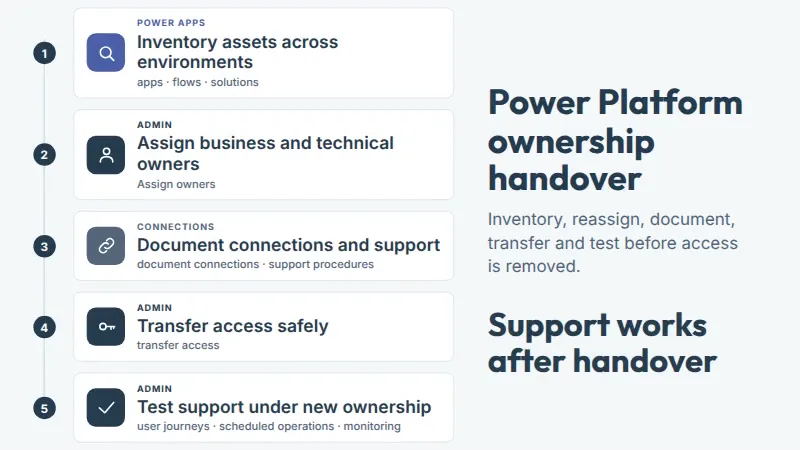 1
POWER APPS
Inventory assets across
environments
apps · flows · solutions
2
ADMIN
Assign business and technical
owners
Assign owners
3
CONNECTIONS
Document connections and support
document connections · support procedures
4
ADMIN
Transfer access safely
transfer access
5
ADMIN
Test support under new ownership
user journeys · scheduled operations · monitoring
Power Platform
ownership
handover
Inventory, reassign, document,
transfer and test before access
is removed.
Support works
after handover